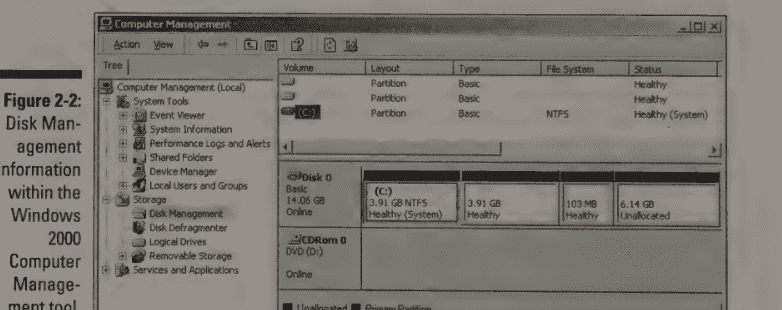 Computer Management
Action View
Tree
Volume Layout Type File System Status
Computer Management (Local)
System Tools
Event Viewer
System Information
Performance Logs and Alerts
Shared Folders
Device Manager
Local Users and Groups
Storage
Disk Management
Disk Defragmenter
Logical Drives
Removable Storage
Services and Applications
Partition Basic Healthy
Partition Basic Healthy
(C:) Partition Basic NTFS Healthy (System)
Disk 0
Basic
14.06 GB
Online
(C:)
3.91 GB NTFS
Healthy (System)
3.91 GB
Healthy
103 MB
Healthy
6.14 GB
Unallocated
CDRom 0
DVD (D:)
Online
Unallocated Primary Partition
Figure 2-2:
Disk Man-
agement
nformation
within the
Windows
2000
Computer
Manage-
ment tool.